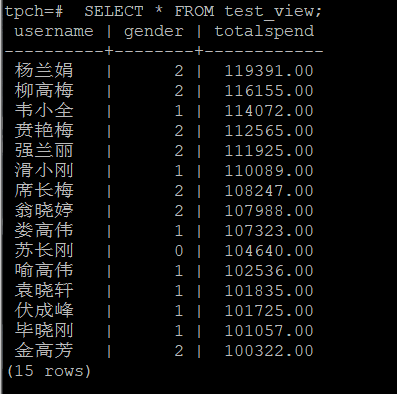 tpch=#  SELECT * FROM test_view;
 username | gender | totalspend
----------+--------+------------
 杨兰娟   |      2 |  119391.00
 柳高梅   |      2 |  116155.00
 韦小全   |      1 |  114072.00
 贲艳梅   |      2 |  112565.00
 强兰丽   |      2 |  111925.00
 滑小刚   |      1 |  110089.00
 席长梅   |      2 |  108247.00
 翁晓婷   |      2 |  107988.00
 娄高伟   |      1 |  107323.00
 苏长刚   |      0 |  104640.00
 喻高伟   |      1 |  102536.00
 袁晓轩   |      1 |  101835.00
 伏成峰   |      1 |  101725.00
 毕晓刚   |      1 |  101057.00
 金高芳   |      2 |  100322.00
(15 rows)